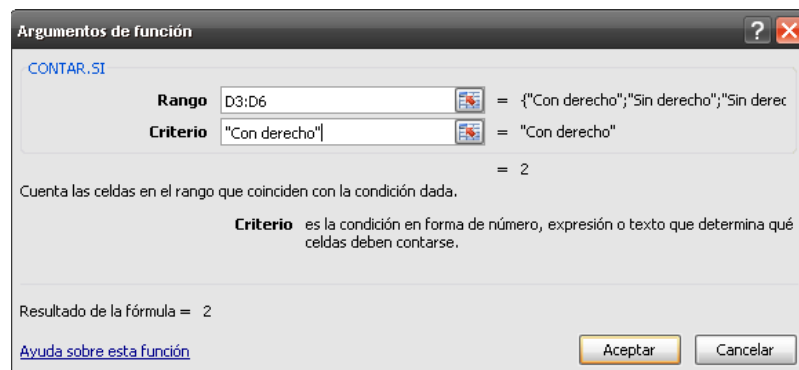 Argumentos de función
CONTAR.SI
Rango D3:D6 = {"Con derecho";"Sin derecho";"Sin derec
Criterio "Con derecho" = "Con derecho"
= 2
Cuenta las celdas en el rango que coinciden con la condición dada.
Criterio es la condición en forma de número, expresión o texto que determina qué
celdas deben contarse.
Resultado de la fórmula = 2
Ayuda sobre esta función Aceptar Cancelar